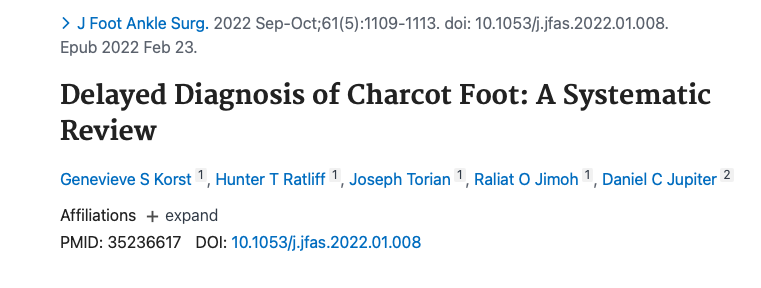 > J Foot Ankle Surg. 2022 Sep-Oct;61(5):1109-1113. doi: 10.1053/j.jfas.2022.01.008.
Epub 2022 Feb 23.
Delayed Diagnosis of Charcot Foot: A Systematic
Review
Genevieve S Korst 1, Hunter T Ratliff 1, Joseph Torian 1, Raliat O Jimoh 1, Daniel C Jupiter 2
Affiliations + expand
PMID: 35236617 DOI: 10.1053/j.jfas.2022.01.008